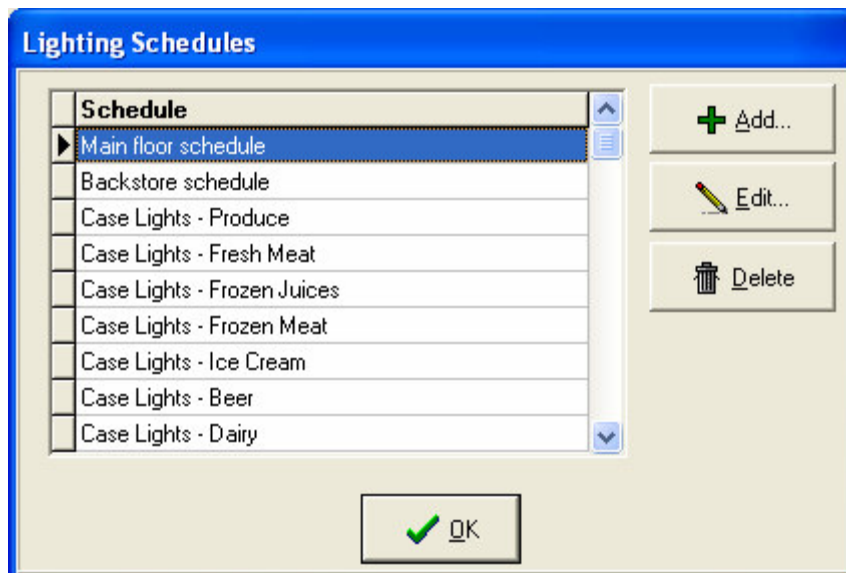 Lighting Schedules
Schedule
Main floor schedule
Backstore schedule
Case Lights - Produce
Case Lights - Fresh Meat
Case Lights - Frozen Juices
Case Lights - Frozen Meat
Case Lights - Ice Cream
Case Lights - Beer
Case Lights - Dairy
Add...
Edit...
Delete
OK